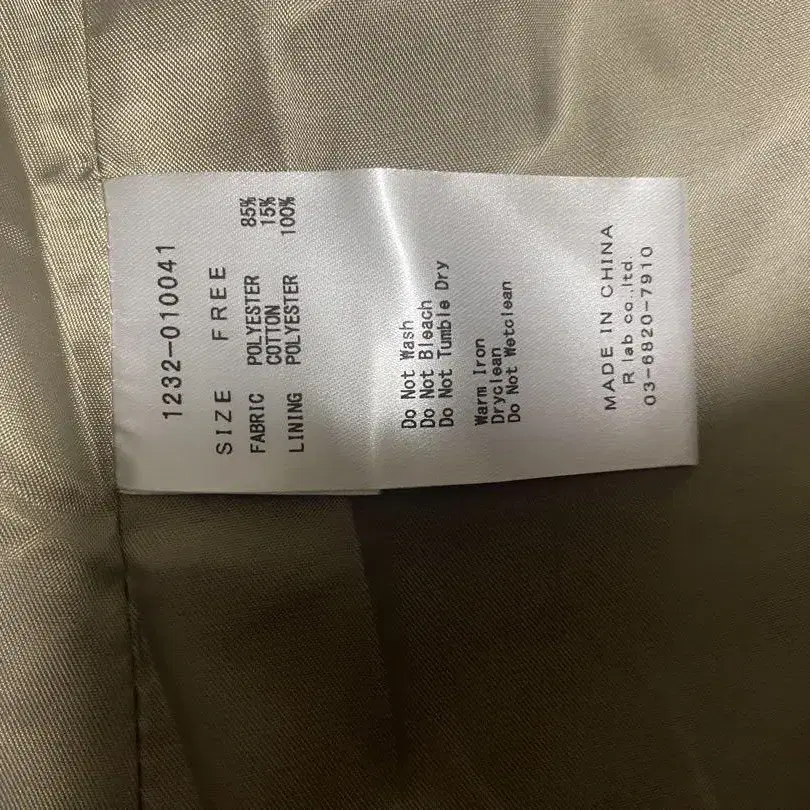 1232-010041
SIZE FREE
FABRIC POLYESTER 85%
COTTON 15%
LINING POLYESTER 100%
Do Not Wash
Do Not Bleach
Do Not Tumble Dry
Warm Iron
Dryclean
Do Not Wetclean
MADE IN CHINA
R lab co.,ltd.
03-6820-7910